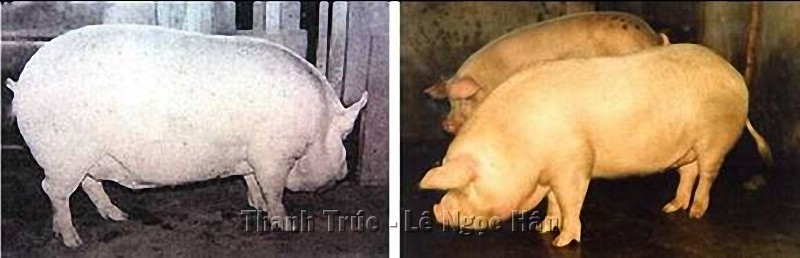 Thanh Trúc - Lê Ngọc Hân